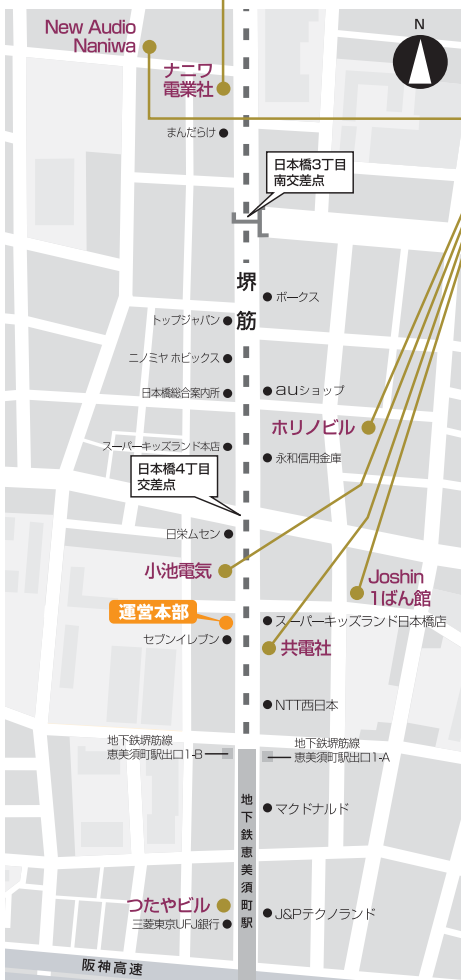 New Audio
Naniwa
N
ナニワ
電業社
まんだらけ
日本橋3丁目
南交差点
堺筋
ボークス
トップジャパン
ニノミヤ ホビックス
日本橋総合案内所
auショップ
ホリノビル
スーパーキッズランド本店
永和信用金庫
日本橋4丁目
交差点
日栄ムセン
小池電気
Joshin
1ばん館
運営本部
スーパーキッズランド日本橋店
セブンイレブン
共電社
NTT西日本
地下鉄堺筋線
恵美須町駅出口1-B
地下鉄堺筋線
恵美須町駅出口1-A
地下鉄恵美須町駅
マクドナルド
つたやビル
三菱東京UFJ銀行
J&Pテクノランド
阪神高速